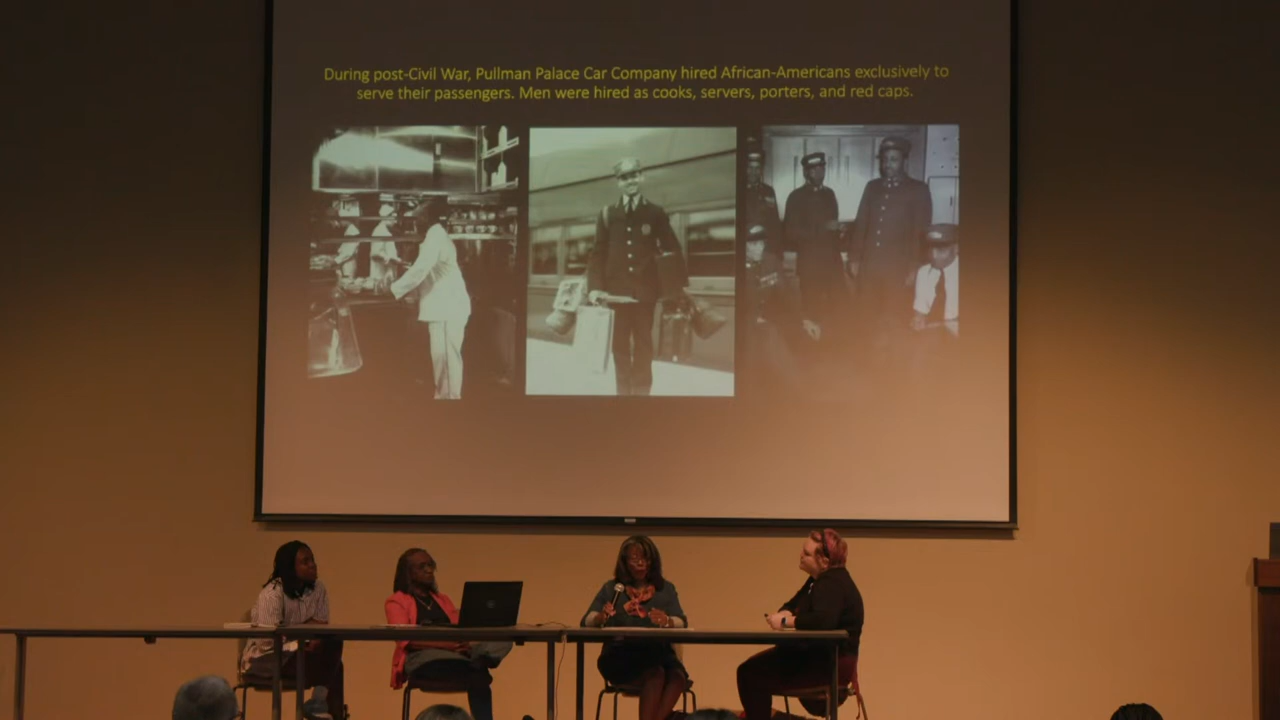 During post-Civil War, Pullman Palace Car Company hired African-Americans exclusively to
serve their passengers. Men were hired as cooks, servers, porters, and red caps.